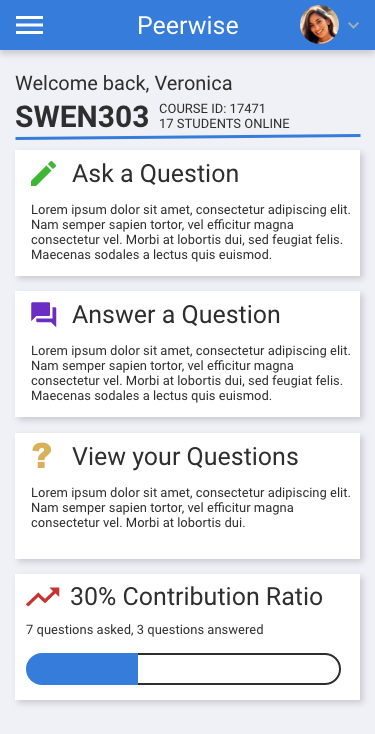 Peerwise
Welcome back, Veronica
SWEN303
COURSE ID: 17471
17 STUDENTS ONLINE
Ask a Question
Lorem ipsum dolor sit amet, consectetur adipiscing elit.
Nam semper sapien tortor, vel efficitur magna
consectetur vel. Morbi at lobortis dui, sed feugiat felis.
Maecenas sodales a lectus quis euismod.
Answer a Question
Lorem ipsum dolor sit amet, consectetur adipiscing elit.
Nam semper sapien tortor, vel efficitur magna
consectetur vel. Morbi at lobortis dui, sed feugiat felis.
Maecenas sodales a lectus quis euismod.
View your Questions
Lorem ipsum dolor sit amet, consectetur adipiscing elit.
Nam semper sapien tortor, vel efficitur magna
consectetur vel. Morbi at lobortis dui.
30% Contribution Ratio
7 questions asked, 3 questions answered